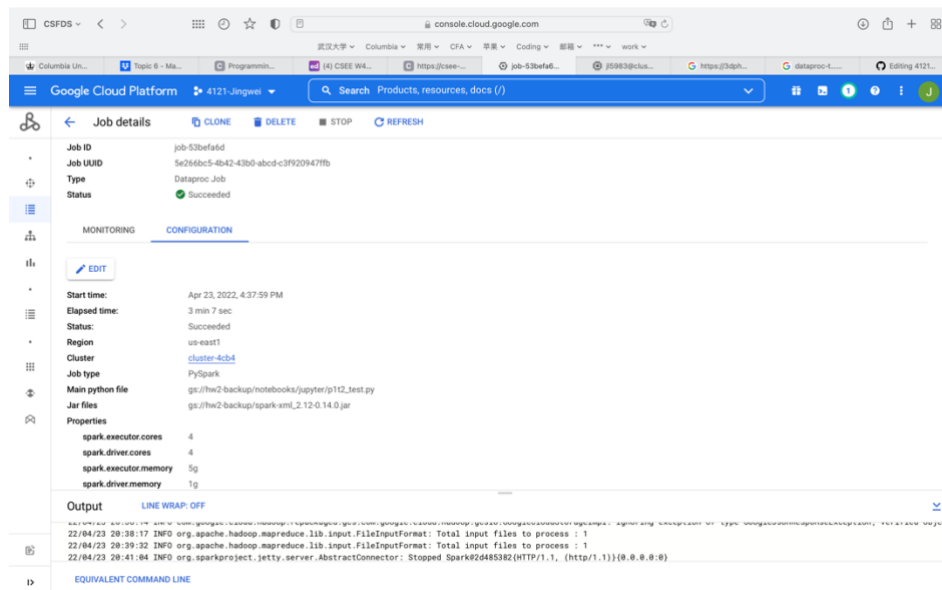 CSFDS
console.cloud.google.com
武汉大学 Columbia 常用 CFA 苹果 Coding 邮箱 *** work
Columbia Un... Topic 6 - Ma... Programmin... (4) CSEE W4... https://csee-... job-53befa6... jl5983@clus... https://3dph... dataproc-t...... Editing 4121...
Google Cloud Platform 4121-Jingwei Search Products, resources, docs (/) 1 J
Job details CLONE DELETE STOP REFRESH
Job ID job-53befa6d
Job UUID 5e266bc5-4b42-43b0-abcd-c3f920947ffb
Type Dataproc Job
Status Succeeded
MONITORING CONFIGURATION
EDIT
Start time: Apr 23, 2022, 4:37:59 PM
Elapsed time: 3 min 7 sec
Status: Succeeded
Region us-east1
Cluster cluster-4cb4
Job type PySpark
Main python file gs://hw2-backup/notebooks/jupyter/p1t2_test.py
Jar files gs://hw2-backup/spark-xml_2.12-0.14.0.jar
Properties
spark.executor.cores 4
spark.driver.cores 4
spark.executor.memory 5g
spark.driver.memory 1g
Output LINE WRAP: OFF
22/04/23 20:38:17 INFO org.apache.hadoop.mapreduce.lib.input.FileInputFormat: Total input files to process : 1
22/04/23 20:39:32 INFO org.apache.hadoop.mapreduce.lib.input.FileInputFormat: Total input files to process : 1
22/04/23 20:41:04 INFO org.sparkproject.jetty.server.AbstractConnector: Stopped Spark@2d485382{HTTP/1.1, (http/1.1)}{0.0.0.0:0}
EQUIVALENT COMMAND LINE